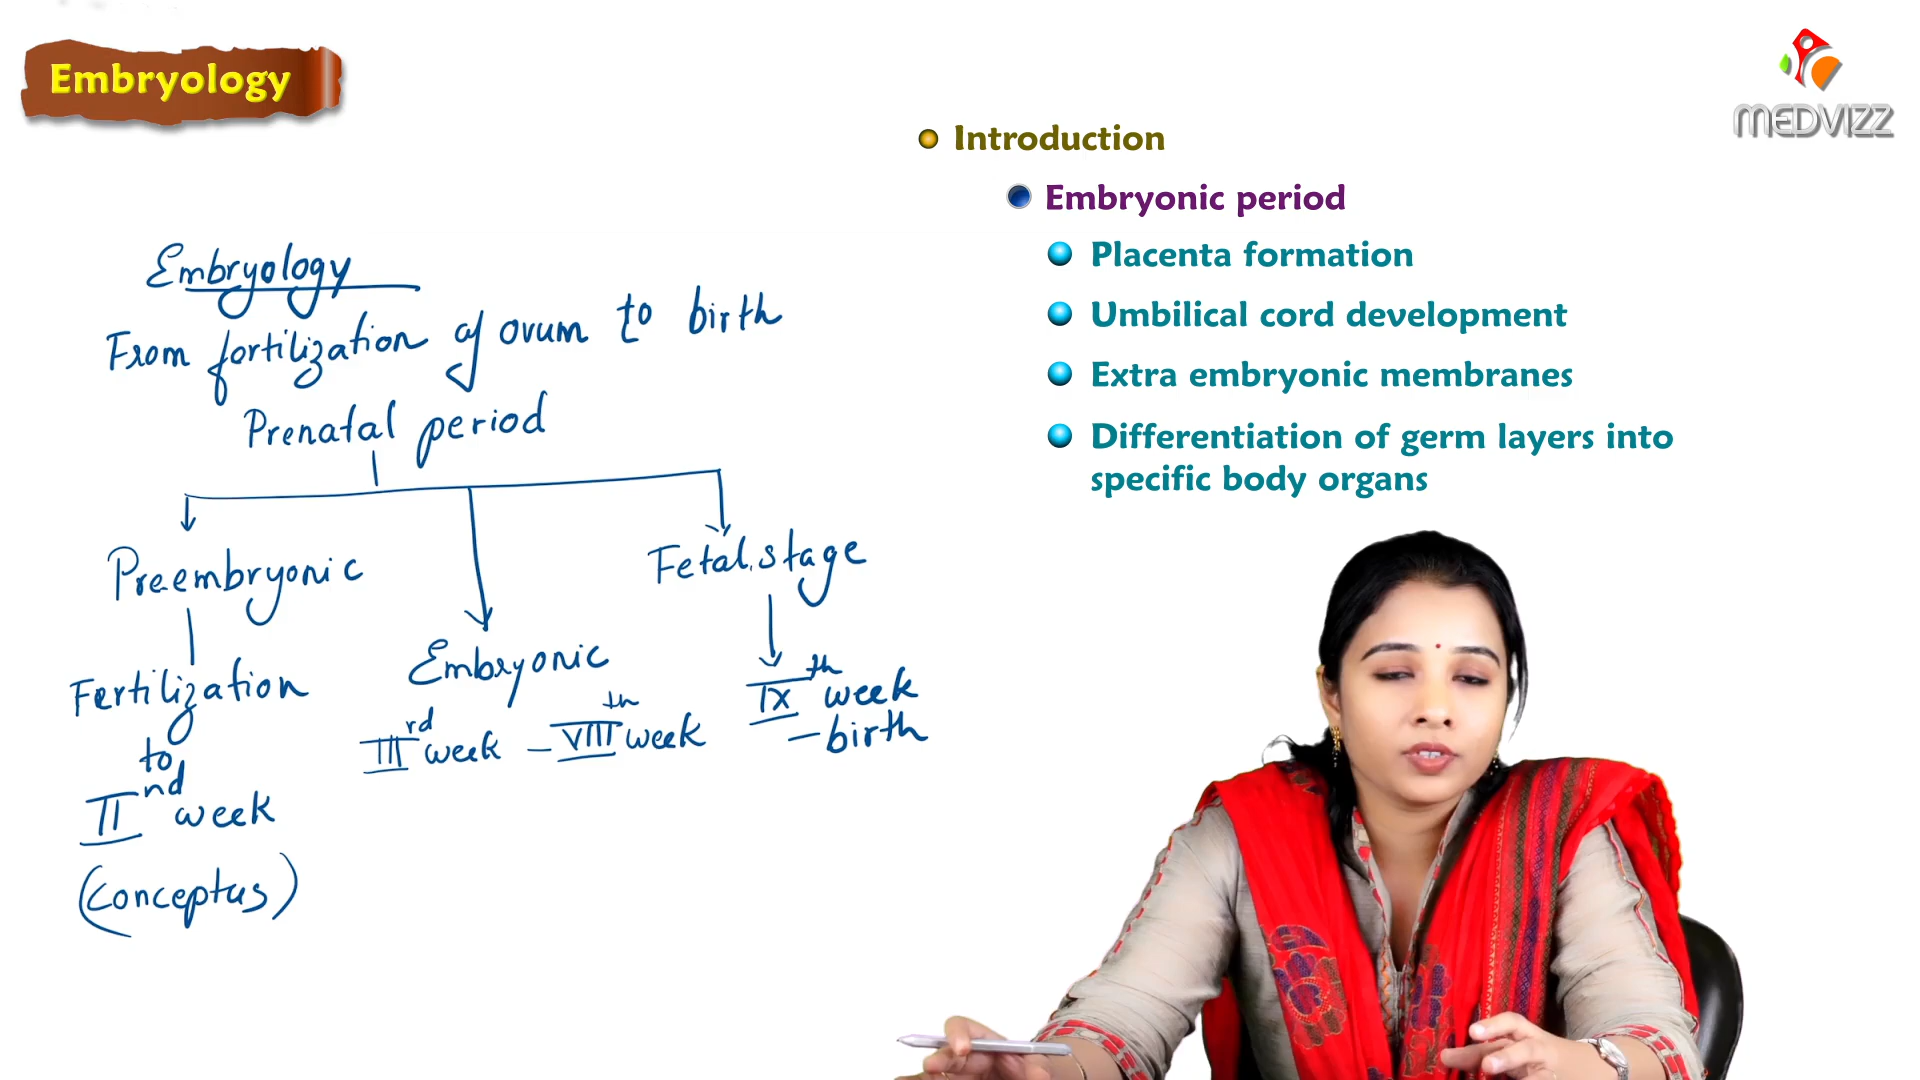 Embryology
MEDVIZZ
Introduction
Embryonic period
Placenta formation
Umbilical cord development
Extra embryonic membranes
Differentiation of germ layers into
specific body organs
Embryology
From fortilization of ovum to birth
Prenatal period
Preembryonic
Fertilization
to
IInd week
(conceptus)
Embryonic
IIIrd week – VIIIth week
Fetal stage
IXth week
– birth